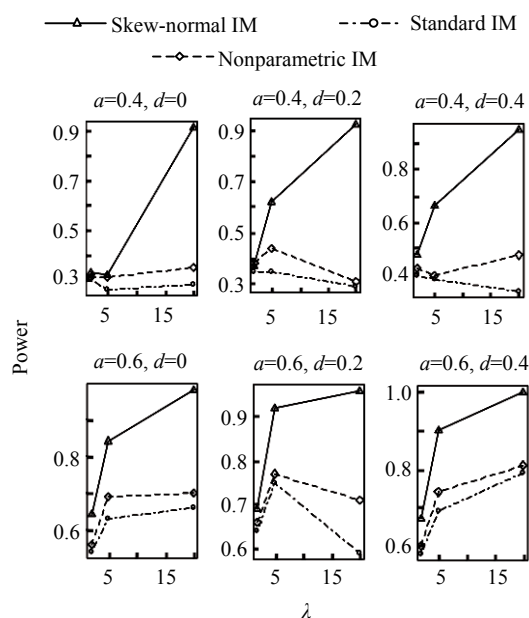 Skew-normal IM
Standard IM
Nonparametric IM
a=0.4, d=0
a=0.4, d=0.2
a=0.4, d=0.4
0.9
0.7
0.5
0.3
5
15
0.9
0.7
0.5
0.3
5
15
0.8
0.6
0.4
5
15
Power
a=0.6, d=0
a=0.6, d=0.2
a=0.6, d=0.4
0.8
0.6
5
15
0.9
0.8
0.7
0.6
5
15
1.0
0.8
0.6
5
15
λ